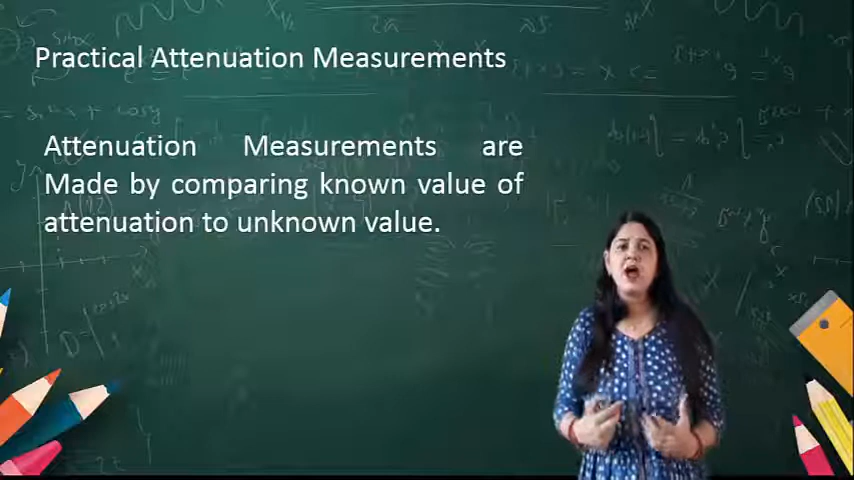 Practical Attenuation Measurements
Attenuation Measurements are
Made by comparing known value of
attenuation to unknown value.